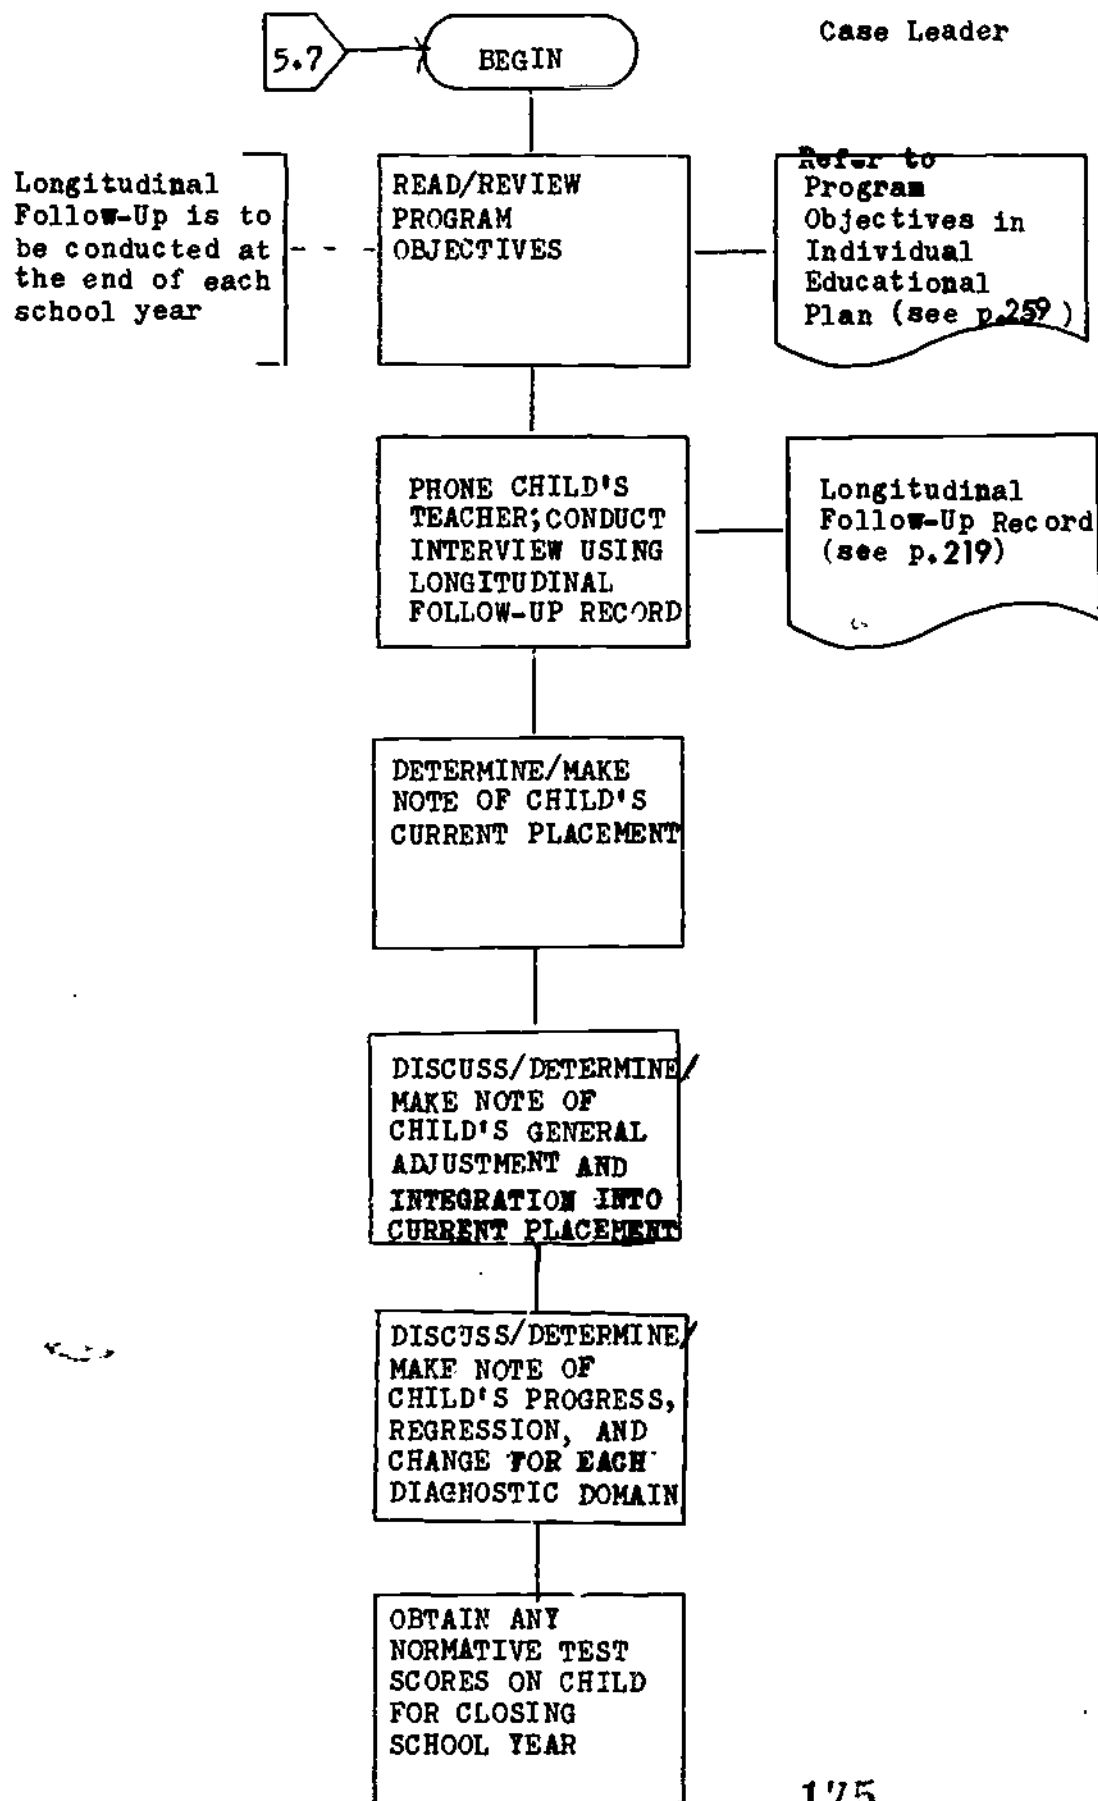 Case Leader
5.7
BEGIN
Longitudinal
Follow-Up is to
be conducted at
the end of each
school year
READ/REVIEW
PROGRAM
OBJECTIVES
Refer to
Program
Objectives in
Individual
Educational
Plan (see p.259)
PHONE CHILD'S
TEACHER;CONDUCT
INTERVIEW USING
LONGITUDINAL
FOLLOW-UP RECORD
Longitudinal
Follow-Up Record
(see p.219)
DETERMINE/MAKE
NOTE OF CHILD'S
CURRENT PLACEMENT
DISCUSS/DETERMINE/
MAKE NOTE OF
CHILD'S GENERAL
ADJUSTMENT AND
INTEGRATION INTO
CURRENT PLACEMENT
DISCUSS/DETERMINE/
MAKE NOTE OF
CHILD'S PROGRESS,
REGRESSION, AND
CHANGE FOR EACH
DIAGNOSTIC DOMAIN
OBTAIN ANY
NORMATIVE TEST
SCORES ON CHILD
FOR CLOSING
SCHOOL YEAR
175